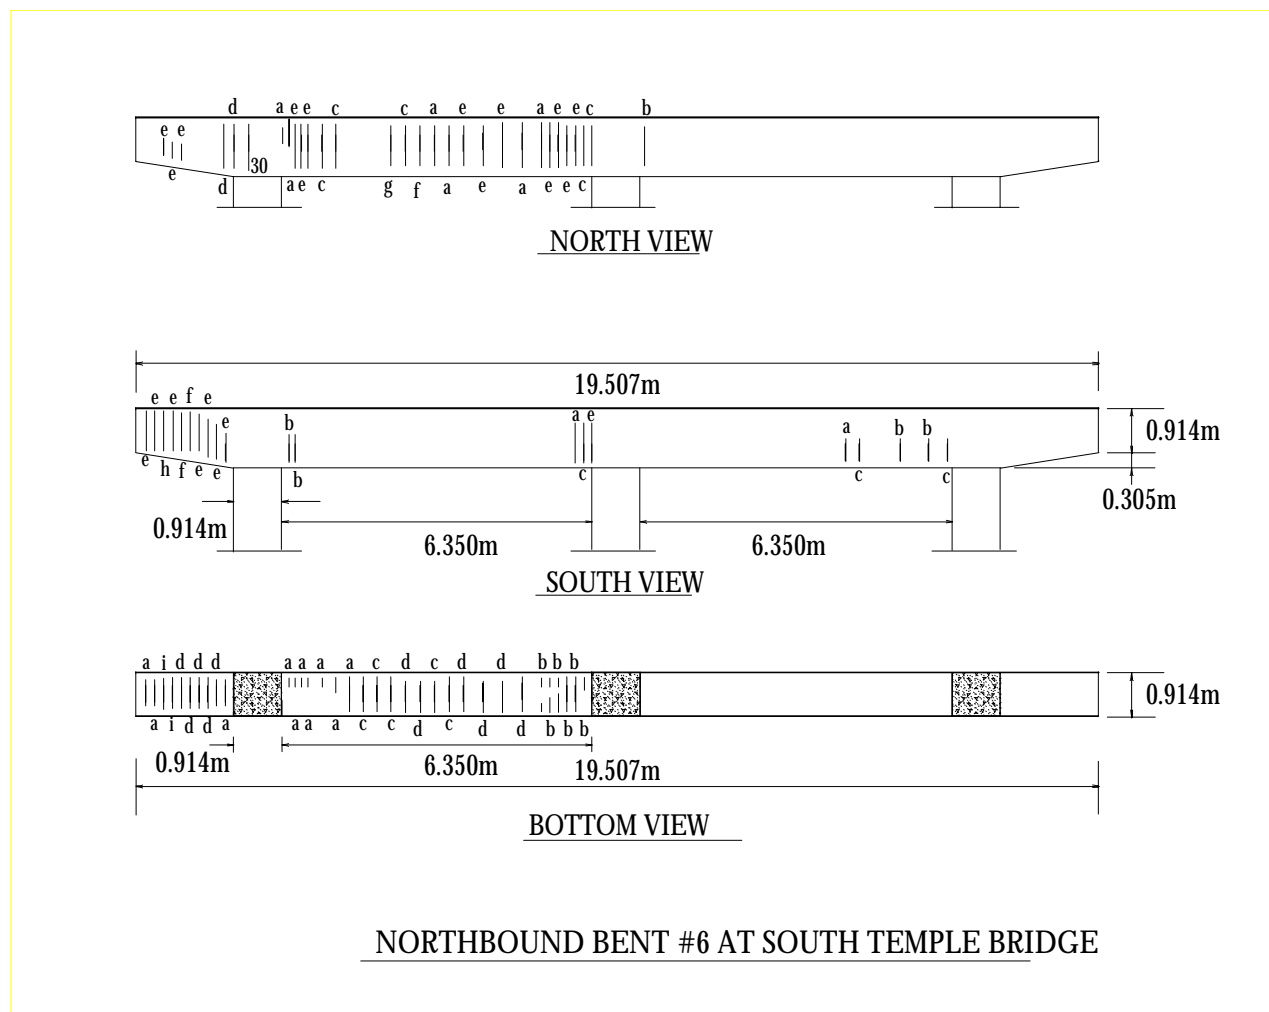 d a e e c c a e e a e e c b
e e
30
e
d a e c g f a e a e e c
NORTH VIEW
19.507m
e e f e
e b a e a b b 0.914m
e h f e e b c c c
0.305m
0.914m 6.350m 6.350m
SOUTH VIEW
a i d d d a a a a c d c d d b b b
0.914m
a i d d a a a a c c d c d d b b b
0.914m 6.350m 19.507m
BOTTOM VIEW
NORTHBOUND BENT #6 AT SOUTH TEMPLE BRIDGE